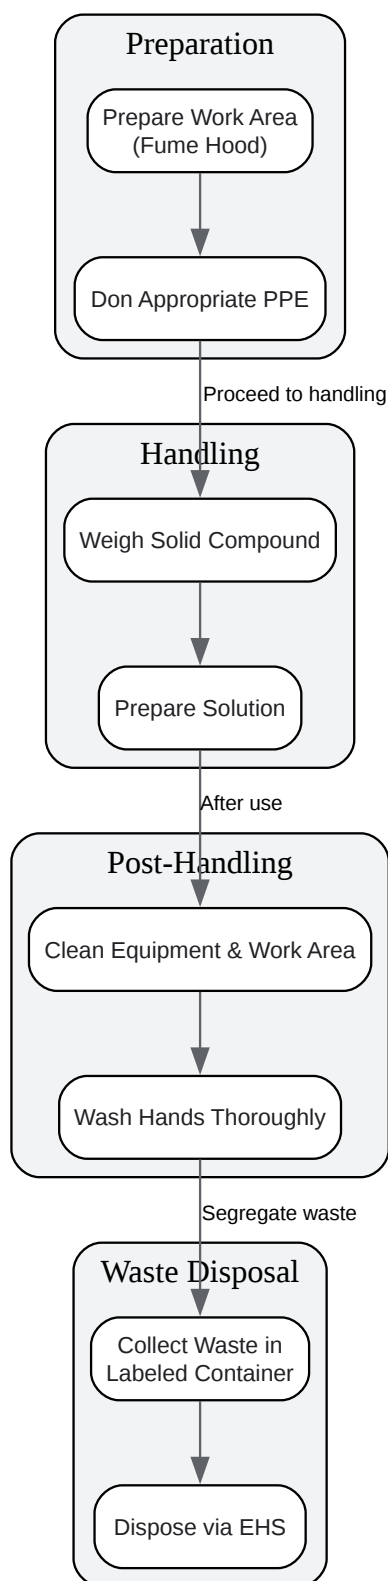 Preparation
Prepare Work Area
(Fume Hood)
Don Appropriate PPE
Proceed to handling
Handling
Weigh Solid Compound
Prepare Solution
After use
Post-Handling
Clean Equipment & Work Area
Wash Hands Thoroughly
Segregate waste
Waste Disposal
Collect Waste in
Labeled Container
Dispose via EHS